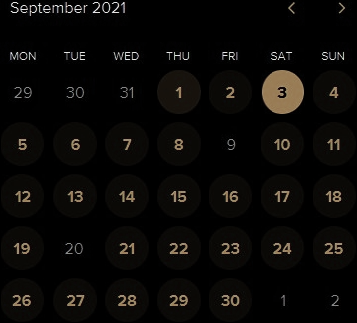 September 2021
MON TUE WED THU FRI SAT SUN
29 30 31 1 2 3 4
5 6 7 8 9 10 11
12 13 14 15 16 17 18
19 20 21 22 23 24 25
26 27 28 29 30 1 2